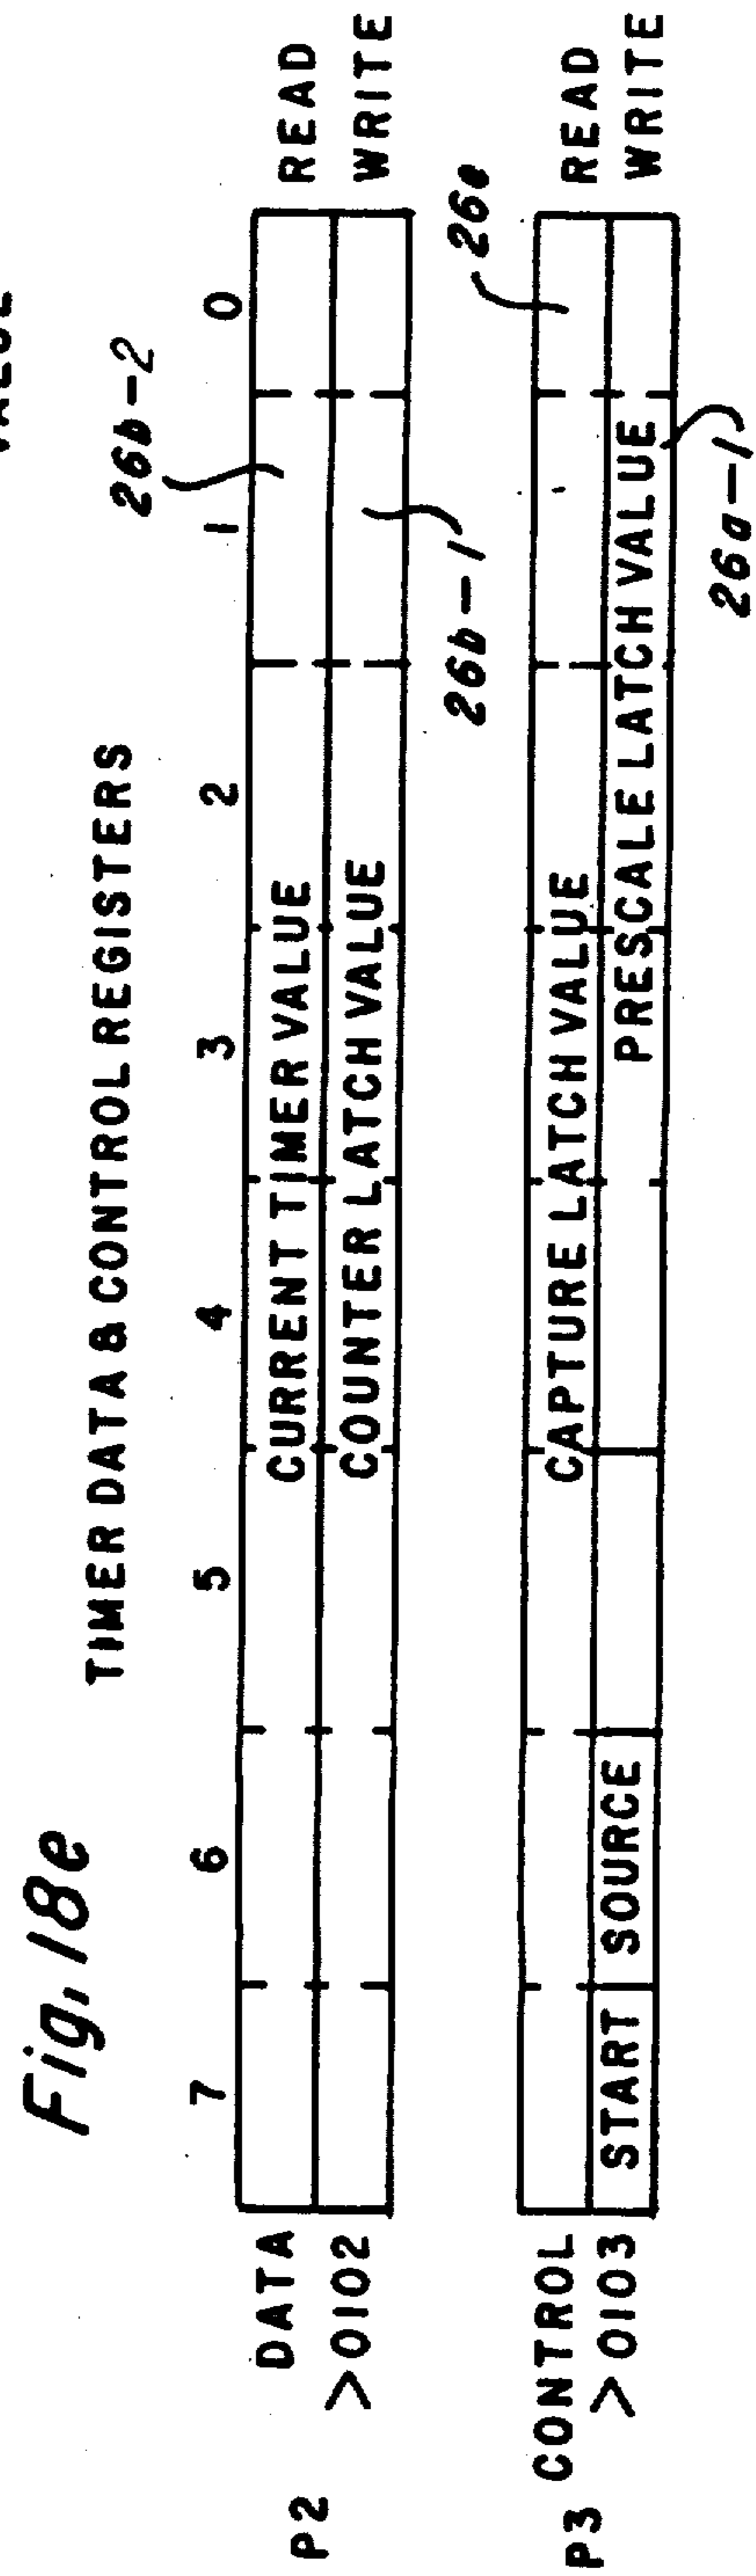 Fig. 18e
TIMER DATA & CONTROL REGISTERS
7 6 5 4 3 2 1 0
26b-2
P2 DATA CURRENT TIMER VALUE READ
>0102 COUNTER LATCH VALUE WRITE
26b-1
26e
P3 CONTROL CAPTURE LATCH VALUE READ
>0103 START SOURCE PRESCALE LATCH VALUE WRITE
26a-1